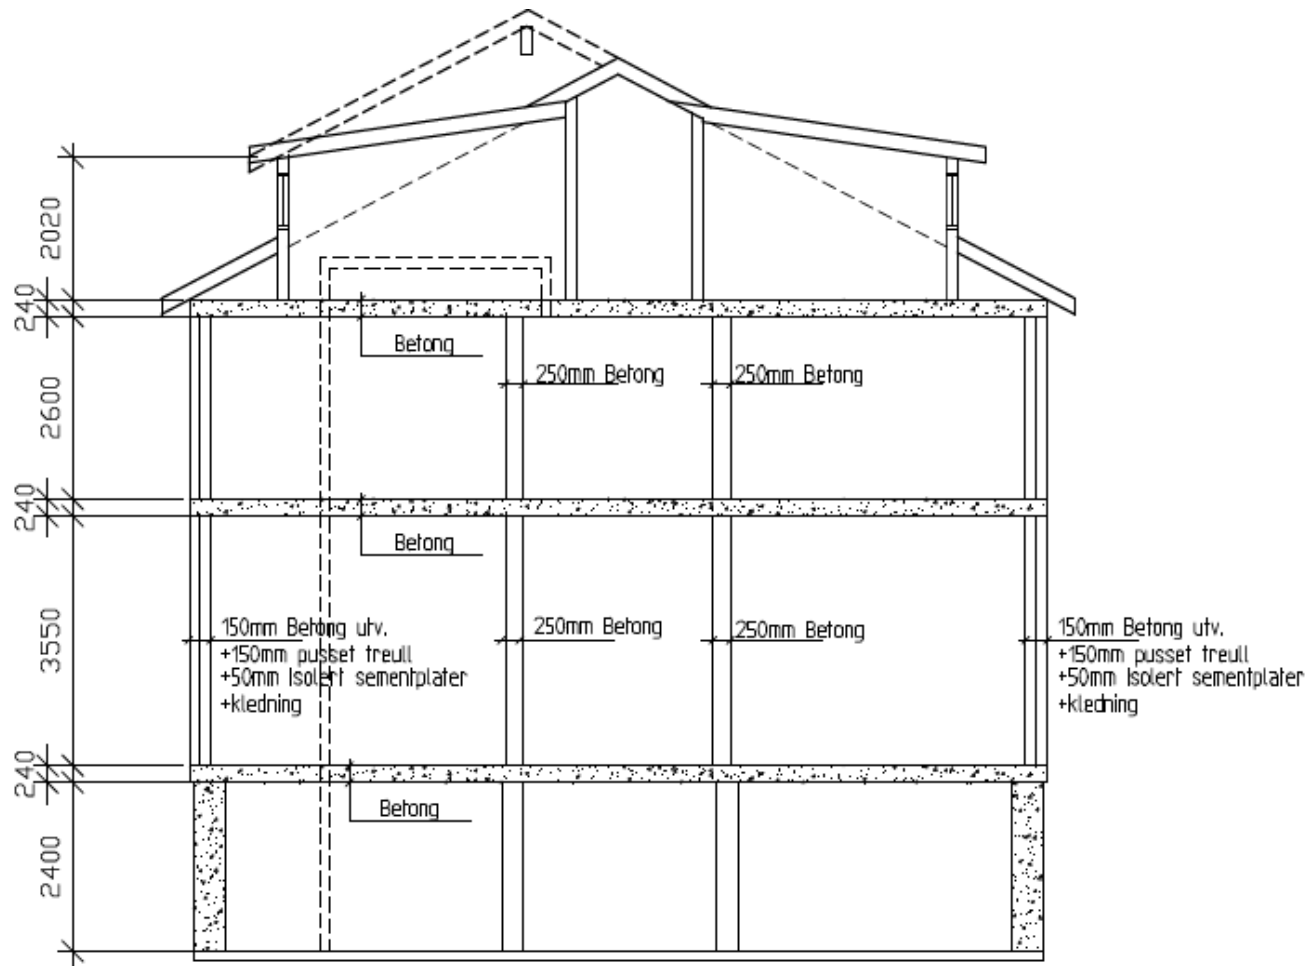 2020
240
Betong
250mm Betong
250mm Betong
2600
240
Betong
3550
150mm Betong utv.
+150mm pusset treull
+50mm Isolert sementplater
+kledning
250mm Betong
250mm Betong
150mm Betong utv.
+150mm pusset treull
+50mm Isolert sementplater
+kledning
240
Betong
2400